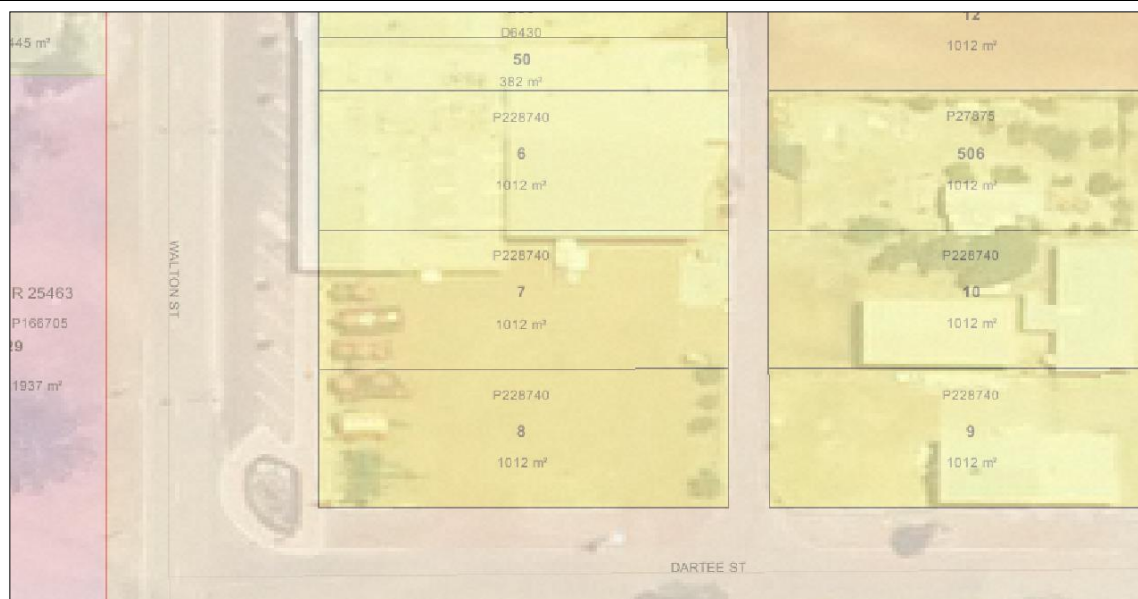 445 m²
R 25463
P166705
1937 m²
WALTON ST
D6430
50
382 m²
P228740
6
1012 m²
P228740
7
1012 m²
P228740
8
1012 m²
12
1012 m²
P27875
506
1012 m²
P228740
10
1012 m²
P228740
9
1012 m²
DARTEE ST